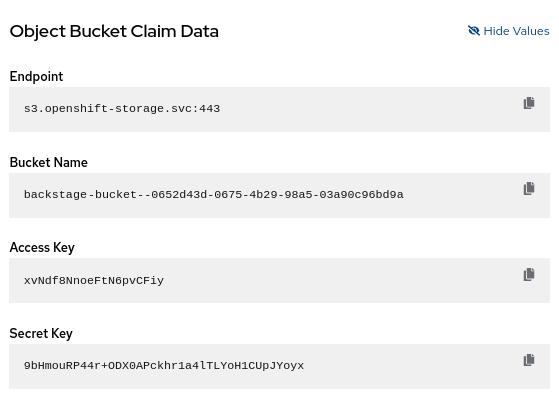 Object Bucket Claim Data
Hide Values
Endpoint
s3.openshift-storage.svc:443
Bucket Name
backstage-bucket--0652d43d-0675-4b29-98a5-03a90c96bd9a
Access Key
xvNdf8NnoeFtN6pvCFiy
Secret Key
9bHmouRP44r+ODX0APckhr1a4lTLYoH1CUpJYoyx